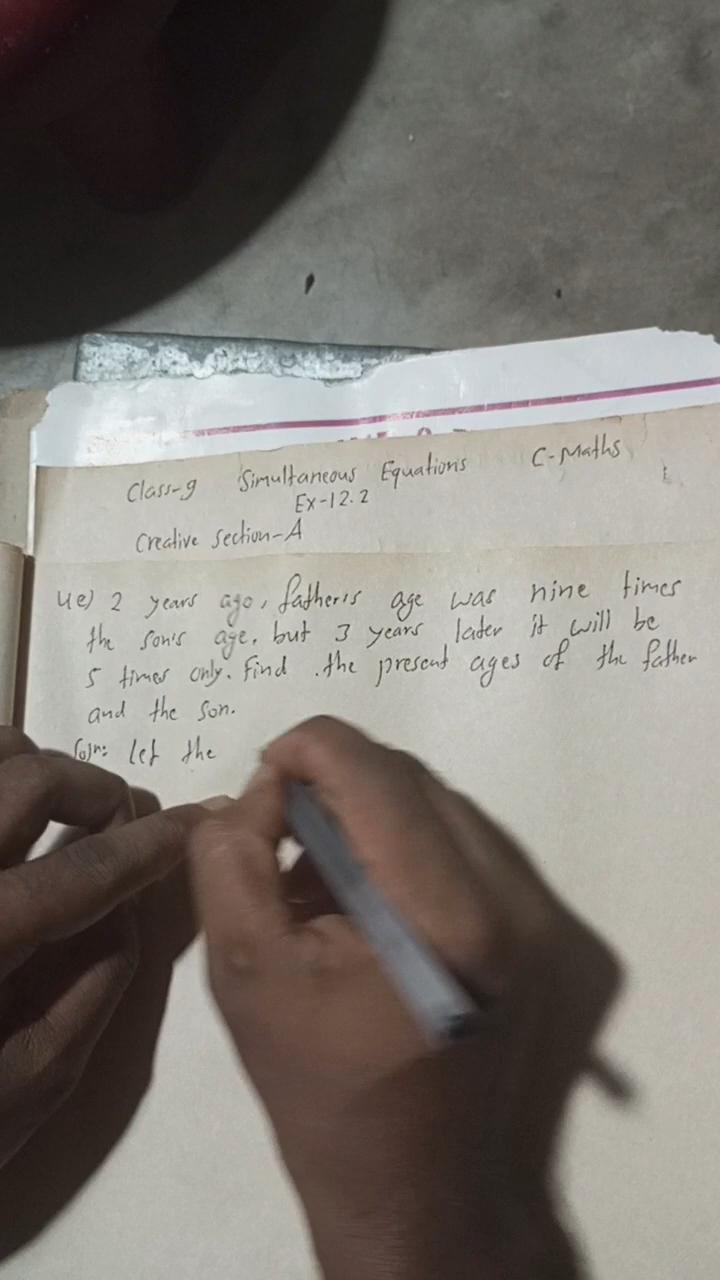 Class-9 Simultaneous Equations C-Maths
Ex-12.2
Creative section-A
4e) 2 years ago, father's age was nine times
the son's age. but 3 years later it will be
5 times only. Find the present ages of the father
and the son.
Soln: let the